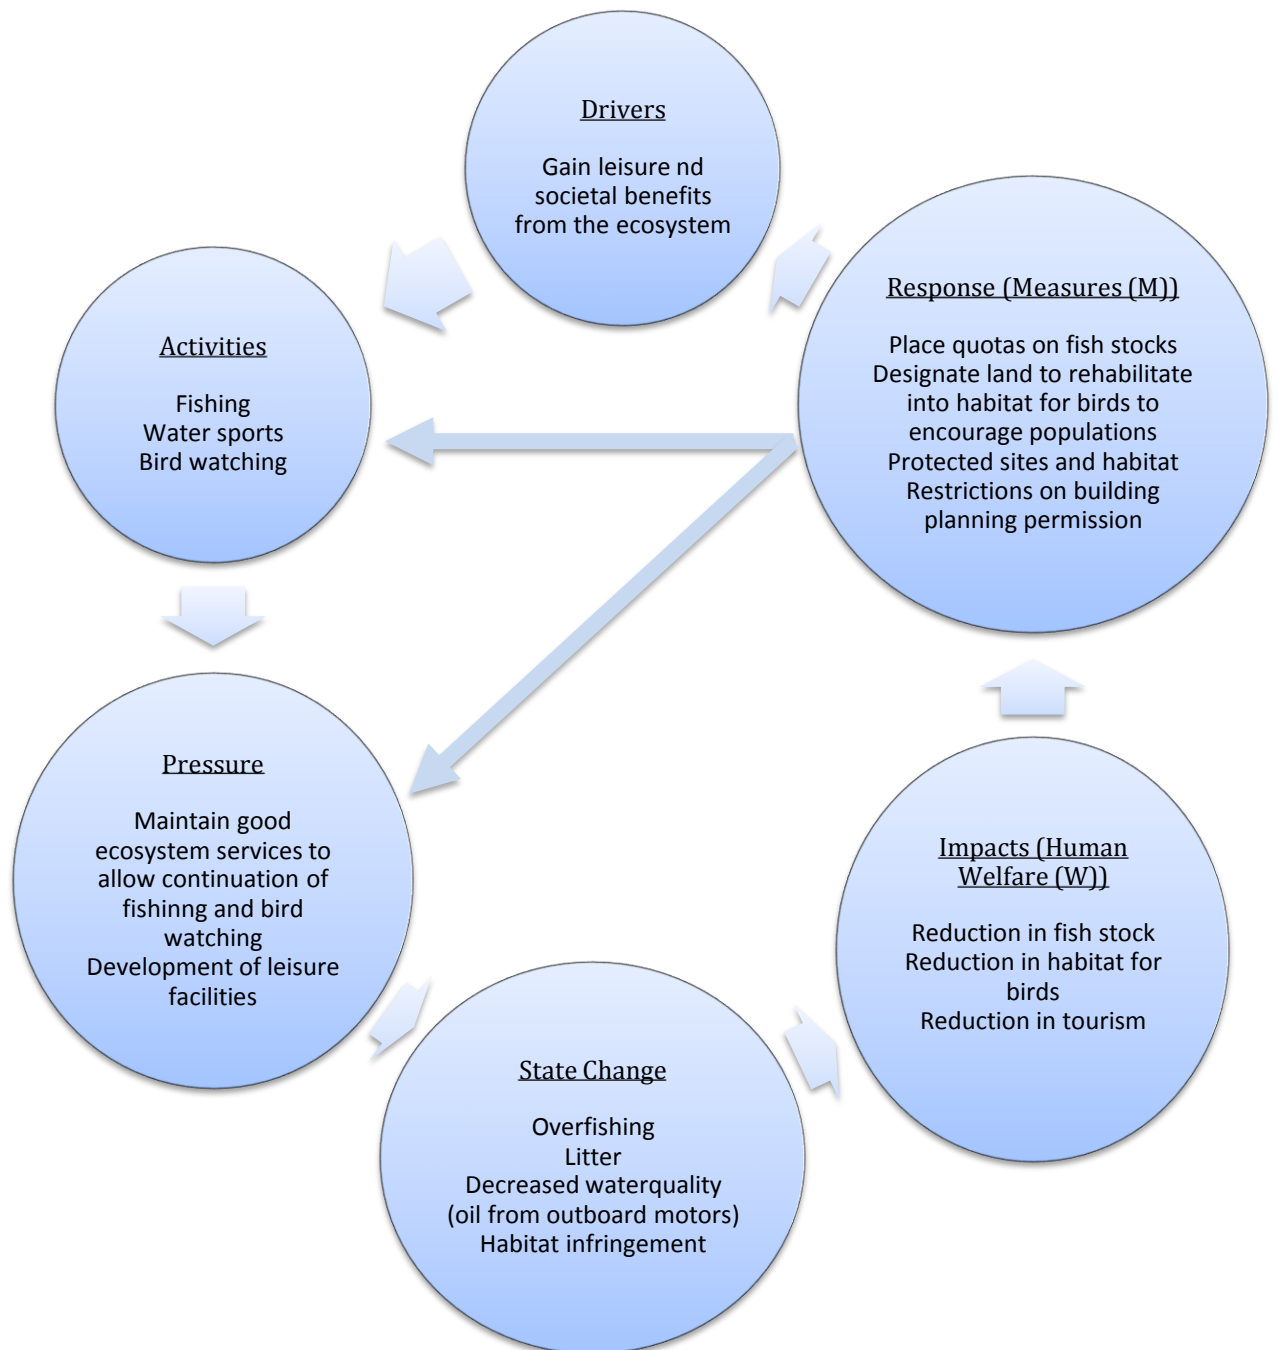 Drivers
Gain leisure nd
societal benefits
from the ecosystem
Activities
Fishing
Water sports
Bird watching
Pressure
Maintain good
ecosystem services to
allow continuation of
fishinng and bird
watching
Development of leisure
facilities
State Change
Overfishing
Litter
Decreased waterquality
(oil from outboard motors)
Habitat infringement
Impacts (Human
Welfare (W))
Reduction in fish stock
Reduction in habitat for
birds
Reduction in tourism
Response (Measures (M))
Place quotas on fish stocks
Designate land to rehabilitate
into habitat for birds to
encourage populations
Protected sites and habitat
Restrictions on building
planning permission